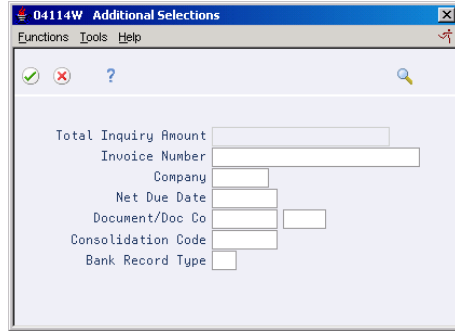 04114W Additional Selections
Functions Tools Help
?
Total Inquiry Amount
Invoice Number
Company
Net Due Date
Document/Doc Co
Consolidation Code
Bank Record Type